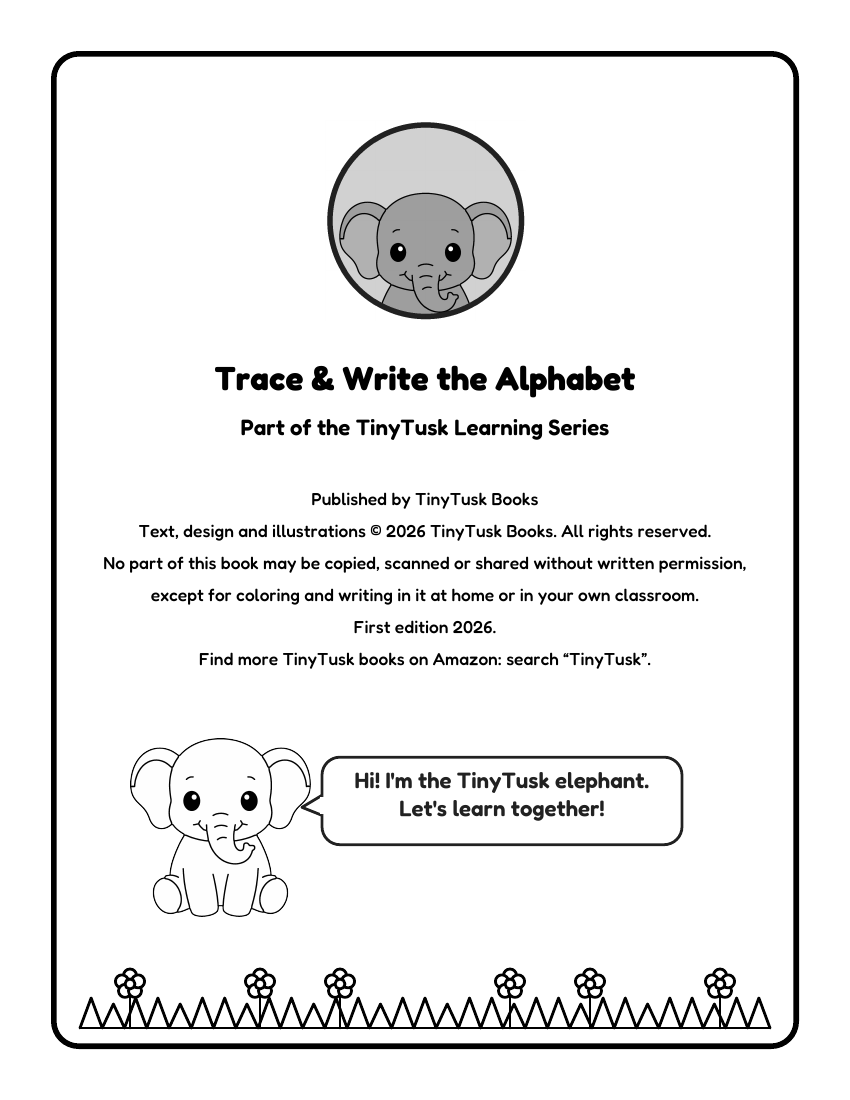 Trace & Write the Alphabet
Part of the TinyTusk Learning Series
Published by TinyTusk Books
Text, design and illustrations © 2026 TinyTusk Books. All rights reserved.
No part of this book may be copied, scanned or shared without written permission,
except for coloring and writing in it at home or in your own classroom.
First edition 2026.
Find more TinyTusk books on Amazon: search “TinyTusk”.
Hi! I'm the TinyTusk elephant.
Let's learn together!